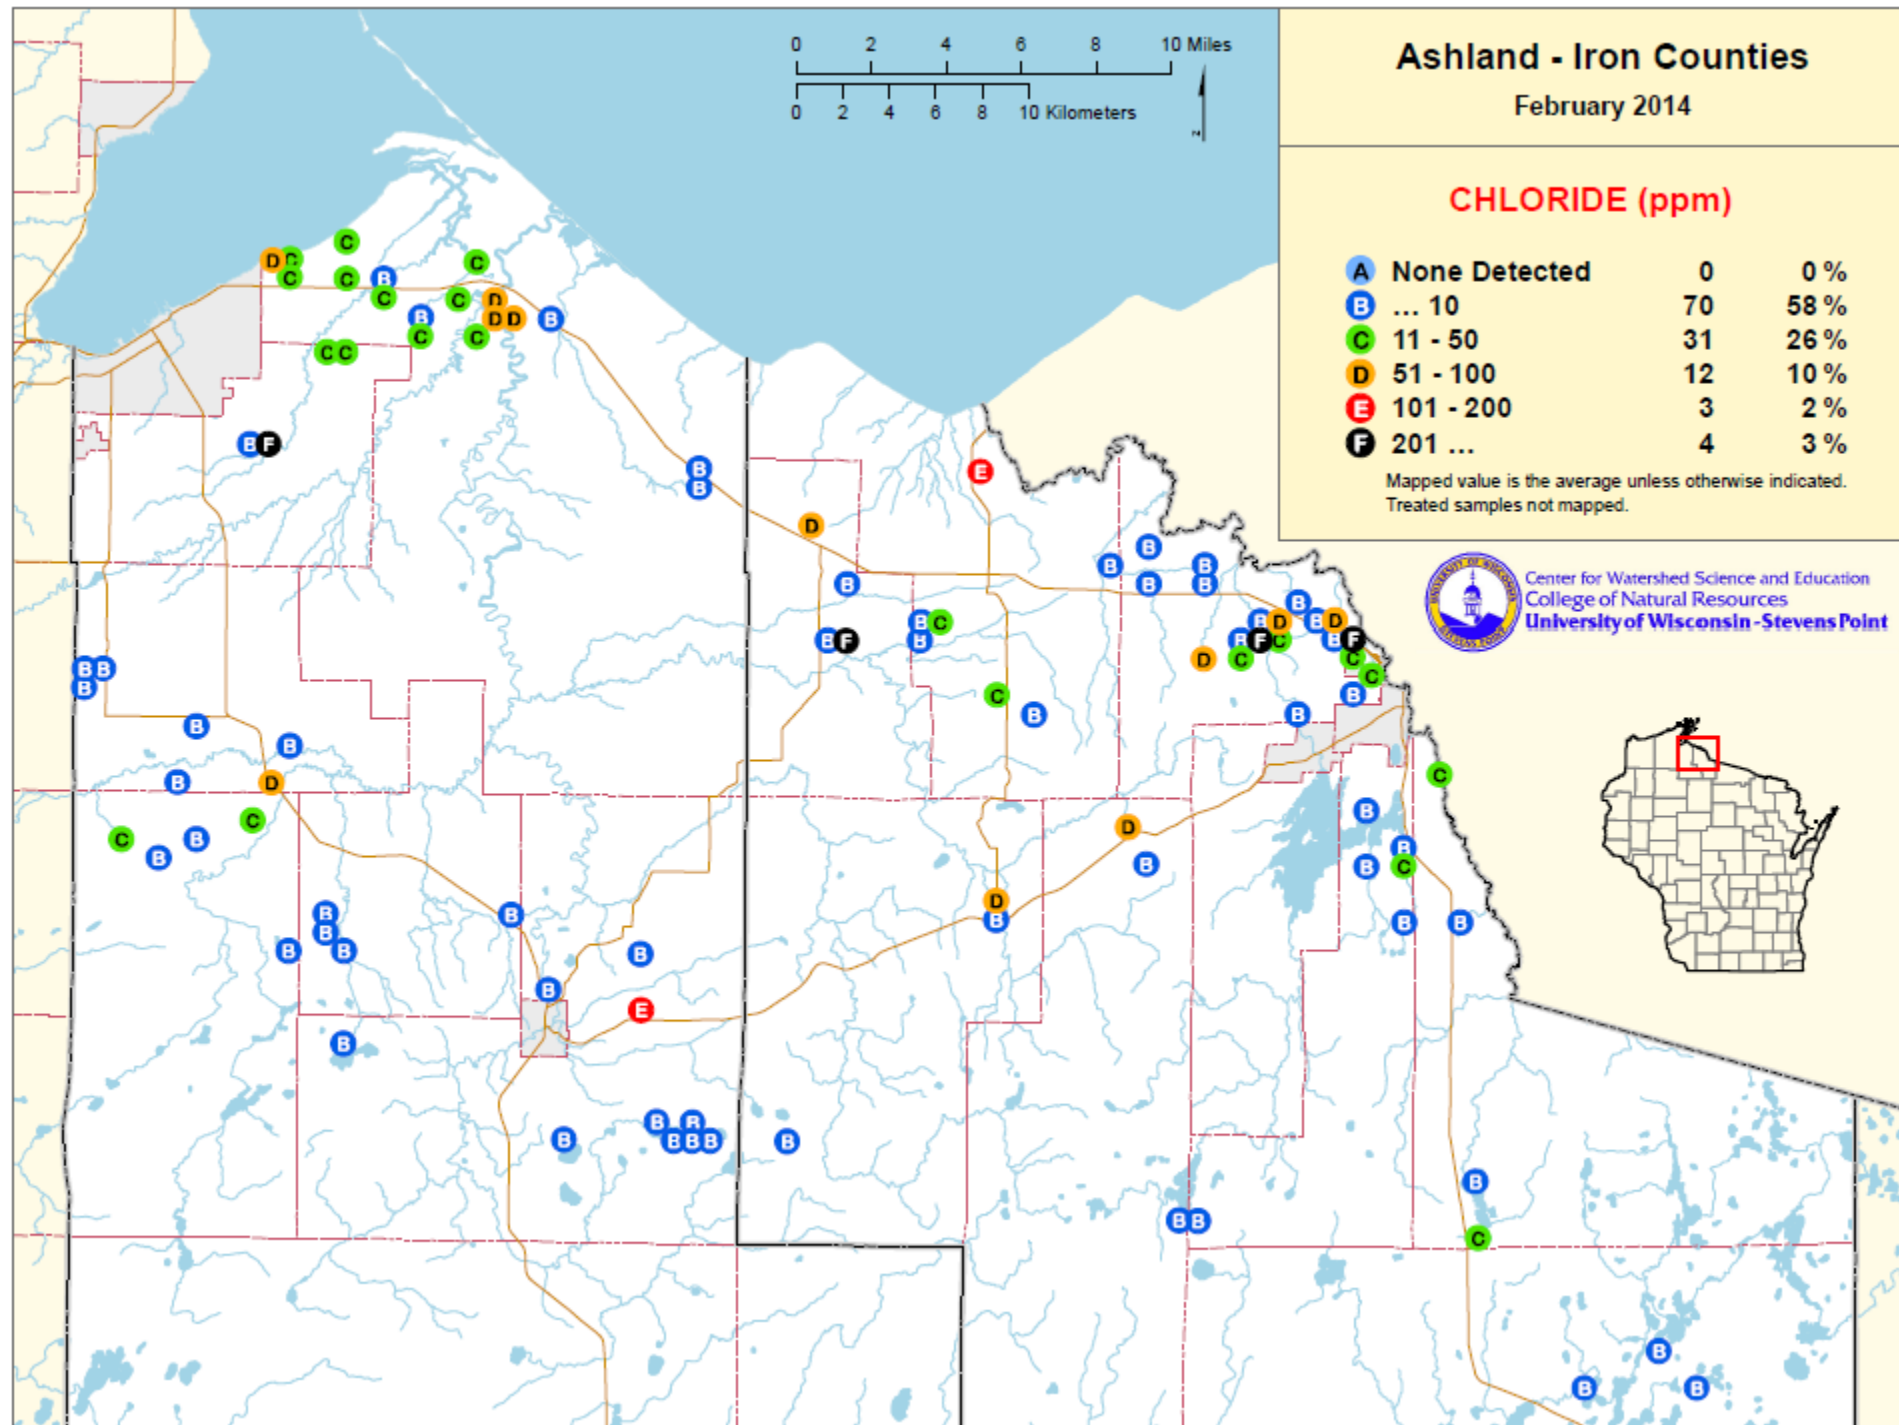 0 2 4 6 8 10 Miles
0 2 4 6 8 10 Kilometers
N
Ashland - Iron Counties
February 2014
CHLORIDE (ppm)
A None Detected 0 0 %
B ... 10 70 58 %
C 11 - 50 31 26 %
D 51 - 100 12 10 %
E 101 - 200 3 2 %
F 201 ... 4 3 %
Mapped value is the average unless otherwise indicated.
Treated samples not mapped.
Center for Watershed Science and Education
College of Natural Resources
University of Wisconsin - Stevens Point
C
D C
C C B C
C C D
B D D B
C C
C C
B F
B
B
E
D
B B
B B B B
B
B C B D B D
B F B B F C B F
D C C
B B
B C
B
C B
B B
B
B D
C
B
D
C B
B
B B
B C
B
B D
B B B
B
B B
B
B
E
B
B B
B B B B B
B
B B
C
B
B B